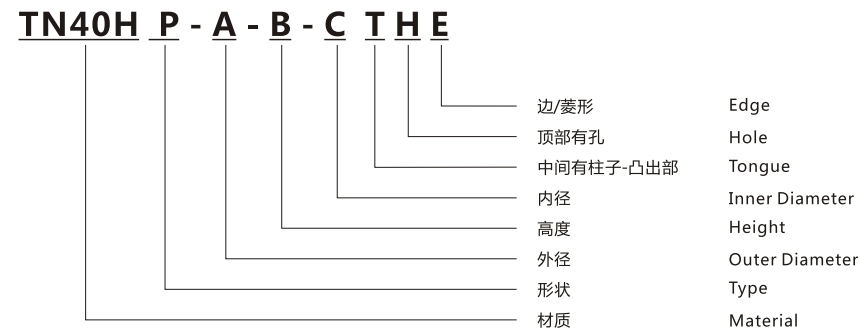 TN40H P - A - B - C T H E
边/菱形 Edge
顶部有孔 Hole
中间有柱子-凸出部 Tongue
内径 Inner Diameter
高度 Height
外径 Outer Diameter
形状 Type
材质 Material